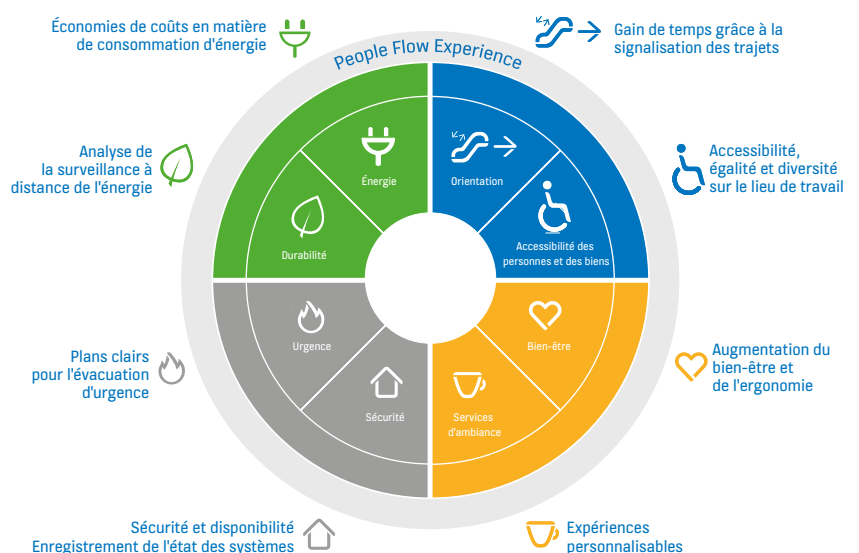 Économies de coûts en matière
de consommation d'énergie
Gain de temps grâce à la
signalisation des trajets
People Flow Experience
Analyse de
la surveillance à
distance de l'énergie
Accessibilité,
égalité et diversité
sur le lieu de travail
Énergie
Orientation
Durabilité
Accessibilité des
personnes et des biens
Urgence
Bien-être
Sécurité
Services
d'ambiance
Plans clairs
pour l'évacuation
d'urgence
Augmentation du
bien-être et
de l'ergonomie
Sécurité et disponibilité
Enregistrement de l'état des systèmes
Expériences
personnalisables